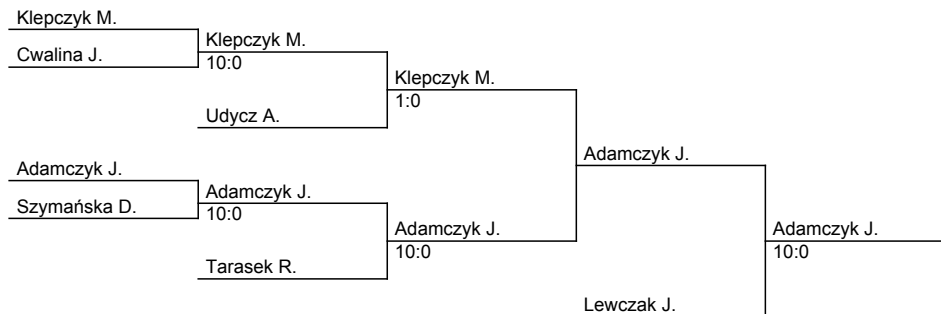 Klepczyk M.
Cwalina J.
Klepczyk M.
10:0
Udycz A.
Klepczyk M.
1:0
Adamczyk J.
Szymańska D.
Adamczyk J.
10:0
Tarasek R.
Adamczyk J.
10:0
Adamczyk J.
Lewczak J.
Adamczyk J.
10:0